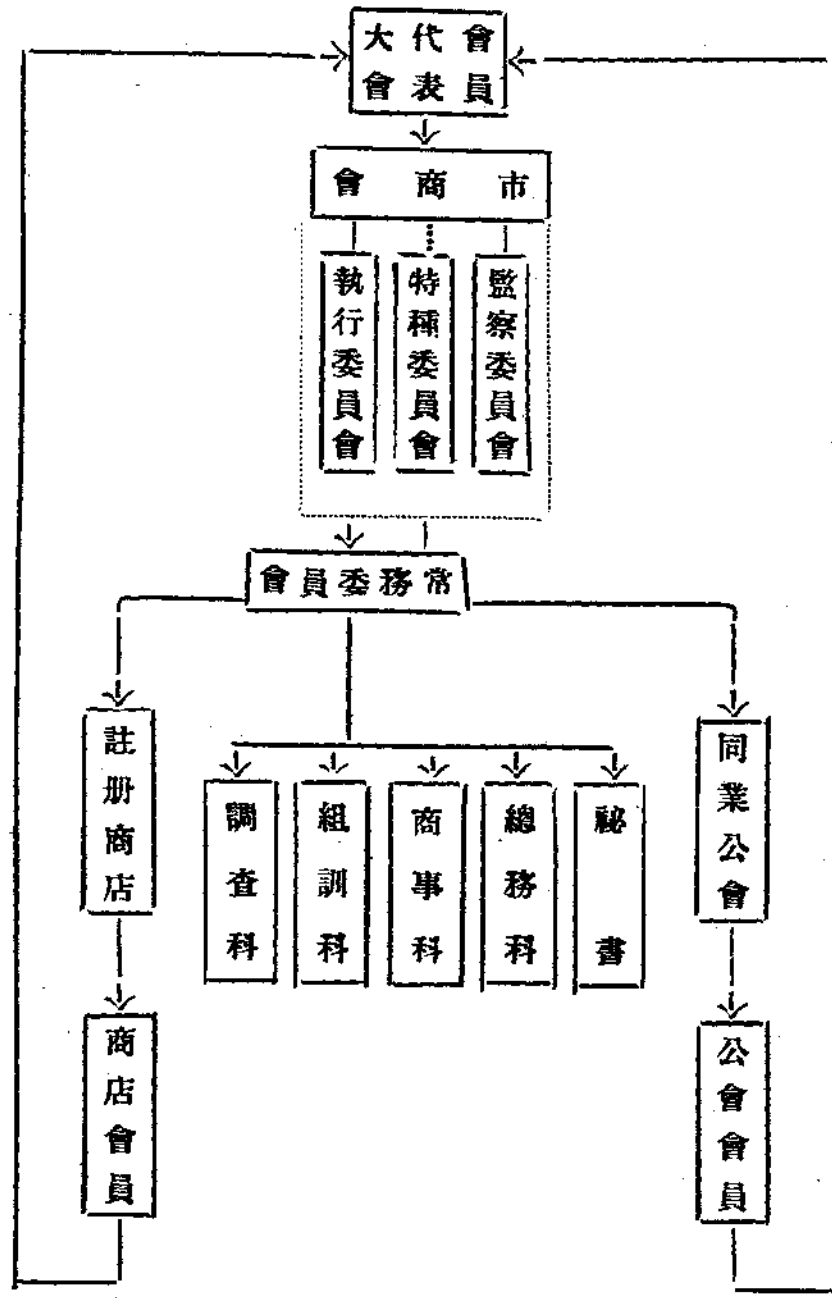 會員代表大會
市商會
監察委員會
特種委員會
執行委員會
常務委員會
同業公會
祕書
總務科
商事科
組訓科
調查科
註册商店
公會會員
商店會員